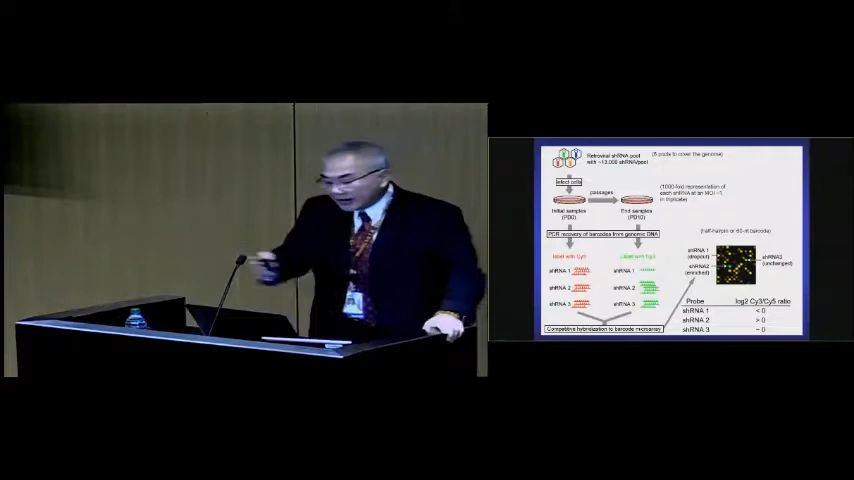 Retroviral shRNA pool
with ~10,000 shRNA/pool
(8 pools to cover the genome)
Infect cells
passages
(1000-fold representation of
each shRNA at an MOI ~1,
in triplicate)
Initial samples
(PD0)
End samples
(PD10)
PCR recovery of barcodes from genomic DNA
(half-hairpin or 60-nt barcode)
Label with Cy5
Label with Cy3
shRNA 1
(dropout)
shRNA3
(unchanged)
shRNA2
(enriched)
shRNA 1
shRNA 1
shRNA 2
shRNA 2
shRNA 3
shRNA 3
Probe log2 Cy3/Cy5 ratio
shRNA 1 < 0
shRNA 2 > 0
shRNA 3 ~ 0
Competitive hybridization to barcode microarray